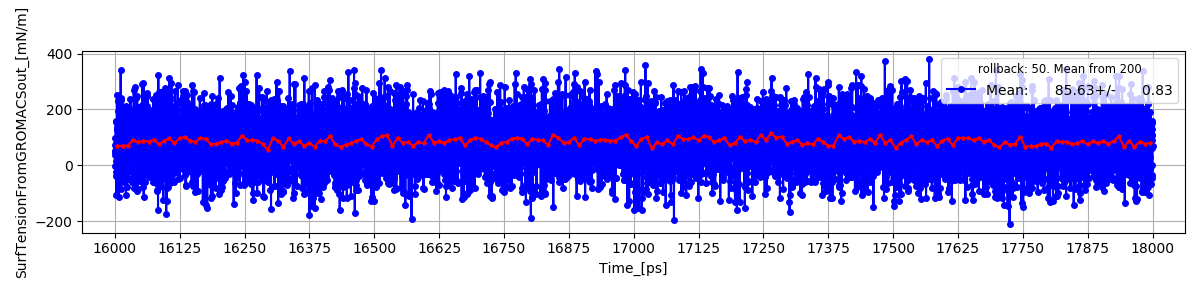 SurfTensionFromGROMACSout_[mN/m]
400
200
0
−200
rollback: 50. Mean from 200
Mean: 85.63+/- 0.83
16000 16125 16250 16375 16500 16625 16750 16875 17000 17125 17250 17375 17500 17625 17750 17875 18000
Time_[ps]